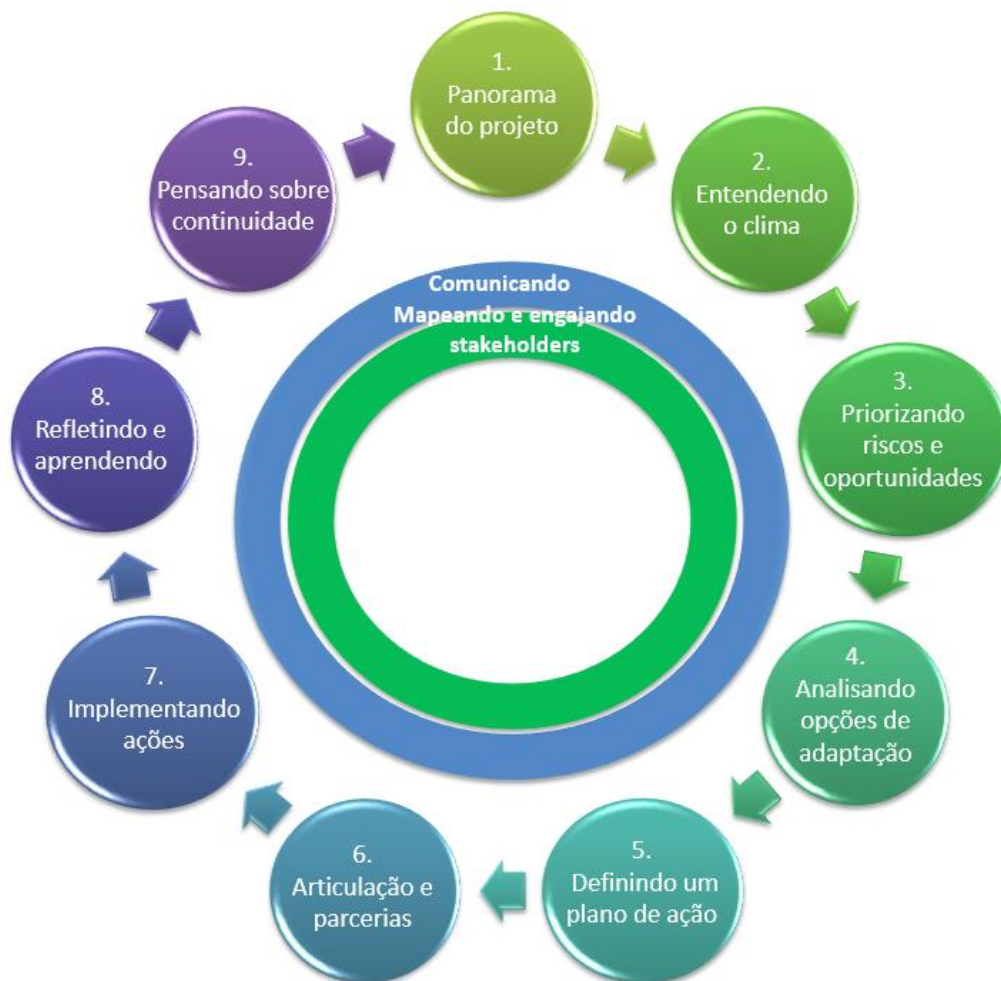 1.
Panorama
do projeto
2.
Entendendo
o clima
3.
Priorizando
riscos e
oportunidades
4.
Analisando
opções de
adaptação
5.
Definindo um
plano de ação
6.
Articulação e
parcerias
7.
Implementando
ações
8.
Refletindo e
aprendendo
9.
Pensando sobre
continuidade
Comunicando
Mapeando e engajando
stakeholders